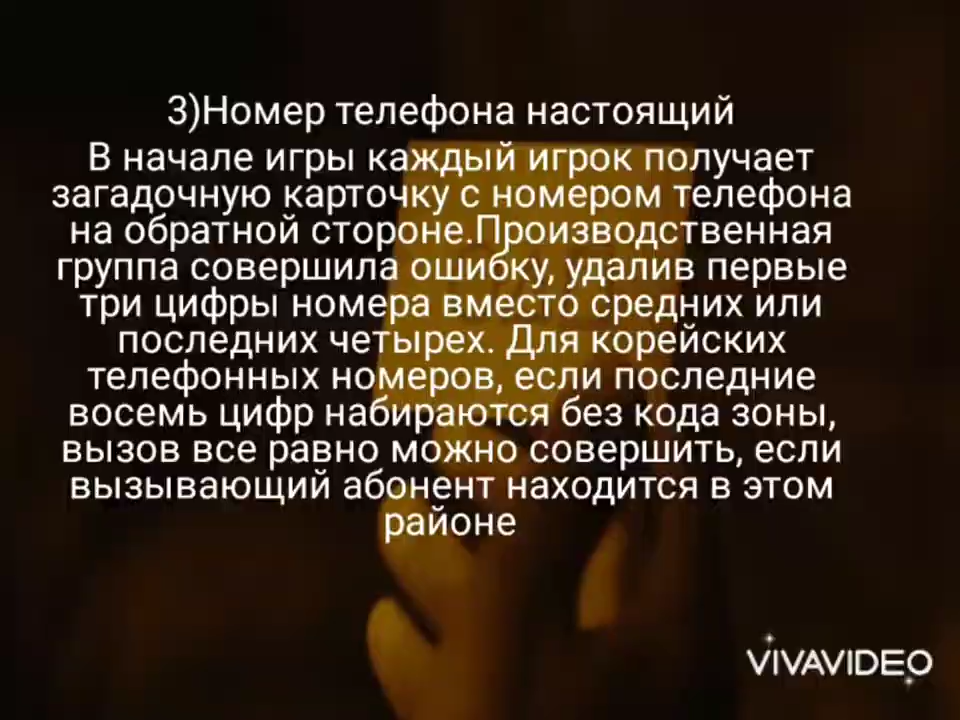 3)Номер телефона настоящий
В начале игры каждый игрок получает
загадочную карточку с номером телефона
на обратной стороне.Производственная
группа совершила ошибку, удалив первые
три цифры номера вместо средних или
последних четырех. Для корейских
телефонных номеров, если последние
восемь цифр набираются без кода зоны,
вызов все равно можно совершить, если
вызывающий абонент находится в этом
районе
VIVAVIDEO